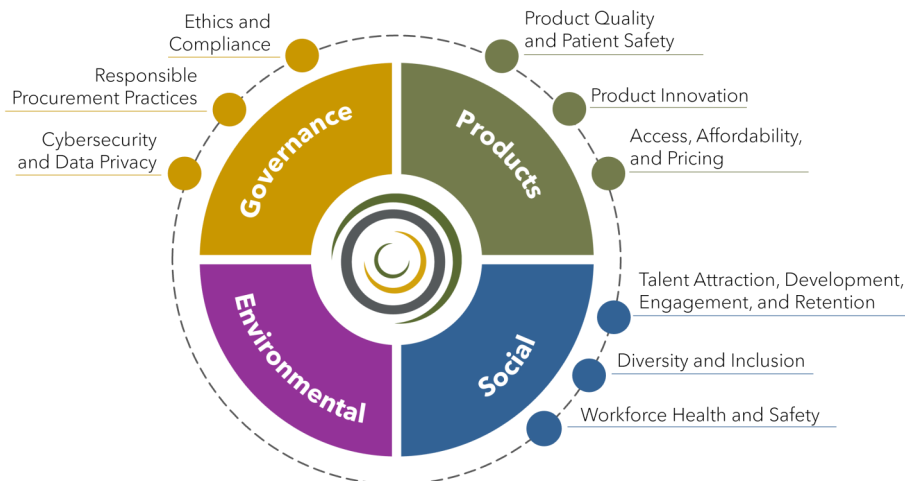 Ethics and
Compliance
Responsible
Procurement Practices
Cybersecurity
and Data Privacy
Product Quality
and Patient Safety
Product Innovation
Access, Affordability,
and Pricing
Governance
Products
Environmental
Social
Talent Attraction, Development,
Engagement, and Retention
Diversity and Inclusion
Workforce Health and Safety